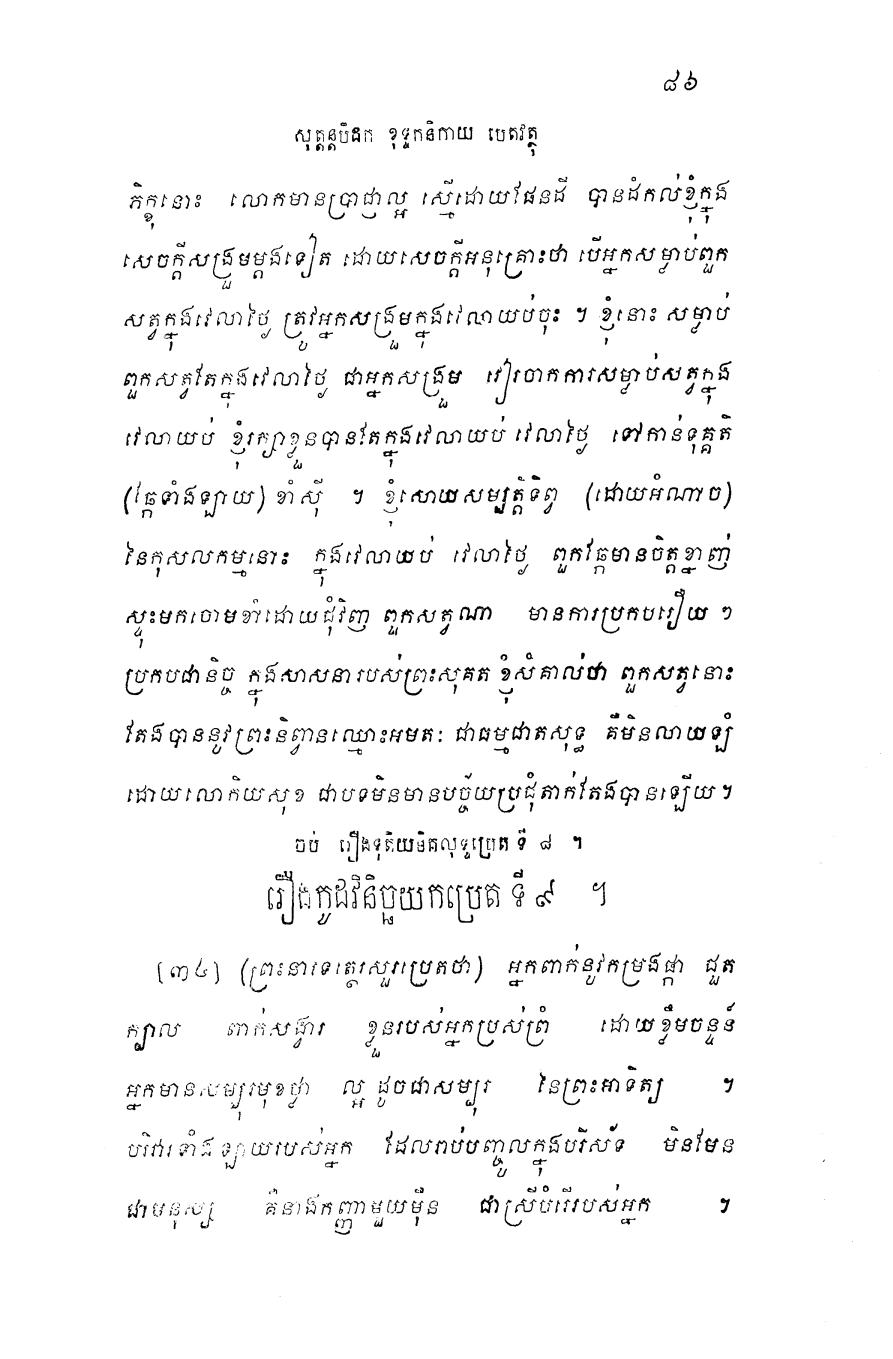 ៨៦
សុត្តន្តបិដក ខុទ្ទកនិកាយ បេតវត្ថុ
ភិក្ខុនោះ លោកមានប្រាជ្ញាល្អ ស្មើដោយផែនដី បានដំកល់ខ្ញុំក្នុង
សេចក្តីសង្រួមម្តងទៀត ដោយសេចក្តីអនុគ្រោះថា បើអ្នកសម្លាប់ពួក
សត្វក្នុងវេលាថ្ងៃ ត្រូវអ្នកសង្រួមក្នុងវេលាយប់ចុះ ។ ខ្ញុំនោះ សម្លាប់
ពួកសត្វតែក្នុងវេលាថ្ងៃ ជាអ្នកសង្រួម វៀរចាកការសម្លាប់សត្វក្នុង
វេលាយប់ ខ្ញុំរក្សាខ្លួនបានតែក្នុងវេលាយប់ វេលាថ្ងៃ ទៅកាន់ទុគ្គតិ
(ឆ្កែទាំងឡាយ) ខាំស៊ី ។ ខ្ញុំសោយសម្បត្តិទិព្វ (ដោយអំណាច)
នៃកុសលកម្មនោះ ក្នុងវេលាយប់ វេលាថ្ងៃ ពួកឆ្កែមានចិត្តខ្នាញ់
ស្ទុះមកចោមខាំដោយជុំវិញ ពួកសត្វណា មានការប្រកបរឿយ ៗ
ប្រកបជានិច្ច ក្នុងសាសនារបស់ព្រះសុគត ខ្ញុំសំគាល់ថា ពួកសត្វនោះ
តែងបាននូវព្រះនិព្វានឈ្មោះអមតៈ ជាធម្មជាតសុទ្ធ គឺមិនលាយឡំ
ដោយលោកិយសុខ ជាបទមិនមានបច្ច័យប្រជុំតាក់តែងបានឡើយ។
ចប់ រឿងទុតិយមិគលុទ្ទប្រេត ទី ៨ ។
រឿងកូដវិនិច្ឆយកប្រេត ទី ៩ ។
[៣៤] (ព្រះនារទត្ថេរសួរប្រេតថា) អ្នកពាក់នូវកម្រងផ្កា ជួត
ក្បាល ពាក់សង្វារ ខ្លួនរបស់អ្នកប្រស់ព្រំ ដោយខ្លឹមចន្ទន៍
អ្នកមានសម្បុរមុខថ្លា ល្អ ដូចជាសម្បុរ នៃព្រះអាទិត្យ ។
បរិវារទាំងឡាយរបស់អ្នក ដែលរាប់បញ្ចូលក្នុងបរិស័ទ មិនមែន
ជាមនុស្ស គឺនាងកញ្ញាមួយម៉ឺន ជាស្រីបំរើរបស់អ្នក ។